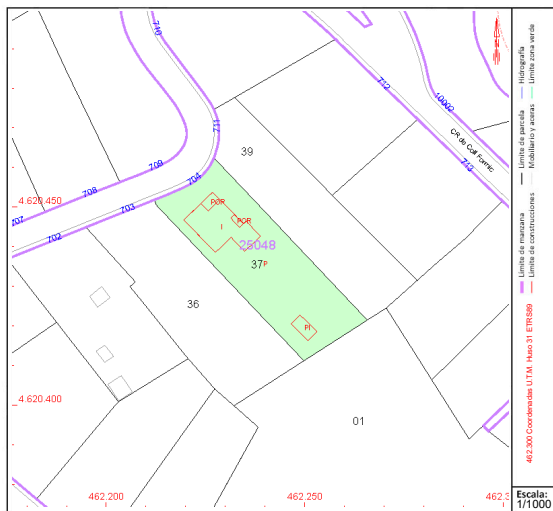 710
711
709
708
707
704
703
702
712
10002
713
CR de Coll Formic
39
4.620.450
POR
POR
I
25048
37
P
36
PI
4.620.400
01
462.200
462.250
462.3
Límite de manzana
Límite de parcela
Hidrografía
Límite de construcciones
Mobiliario y aceras
Límite zona verde
462.300 Coordenadas U.T.M. Huso 31 ETRS89
Escala:
1/1000